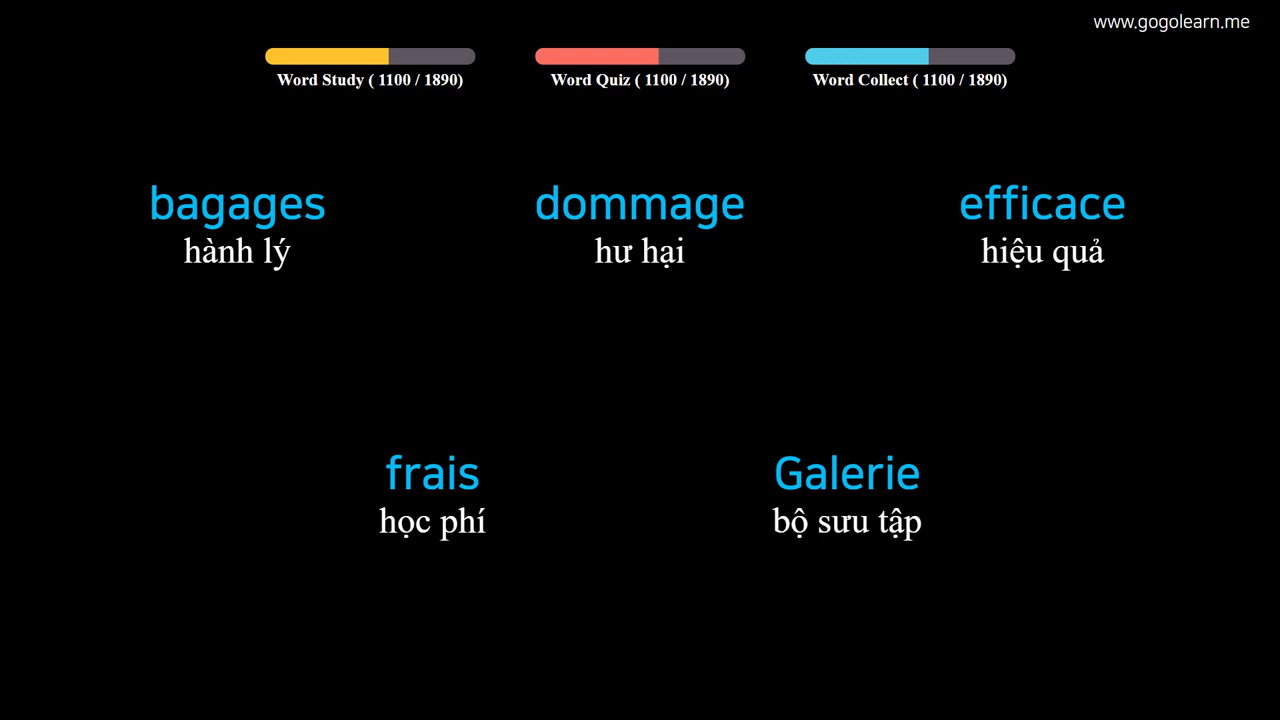 www.gogolearn.me
Word Study ( 1100 / 1890)
Word Quiz ( 1100 / 1890)
Word Collect ( 1100 / 1890)
bagages
hành lý
dommage
hư hại
efficace
hiệu quả
frais
học phí
Galerie
bộ sưu tập